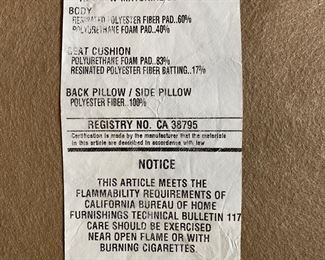 BODY
RESINATED POLYESTER FIBER PAD..60%
POLYURETHANE FOAM PAD..40%
SEAT CUSHION
POLYURETHANE FOAM PAD..83%
RESINATED POLYESTER FIBER BATTING..17%
BACK PILLOW / SIDE PILLOW
POLYESTER FIBER..100%
REGISTRY NO. CA 38795
Certification is made by the manufacturer that the materials
in this article are described in accordance with law
NOTICE
THIS ARTICLE MEETS THE
FLAMMABILITY REQUIREMENTS OF
CALIFORNIA BUREAU OF HOME
FURNISHINGS TECHNICAL BULLETIN 117
CARE SHOULD BE EXERCISED
NEAR OPEN FLAME OR WITH
BURNING CIGARETTES.